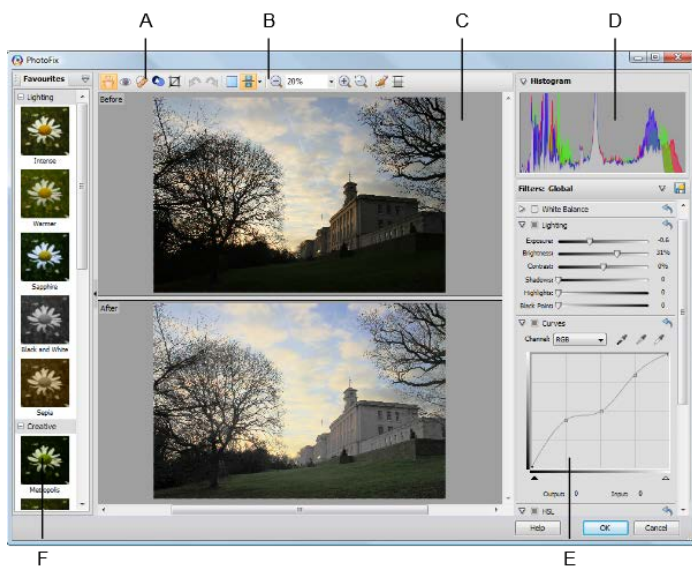 A B C D
PhotoFix
Favourites
Lighting
Intense
Warmer
Sapphire
Black and White
Sepia
Creative
Metropolis
20%
Before
After
Histogram
Filters: Global
White Balance
Lighting
Exposure: -0.6
Brightness: 31%
Contrast: 0%
Shadows: 0
Highlights: 0
Black Point: 0
Curves
Channel: RGB
Output: 0 Input: 0
HSL
Help OK Cancel
F E